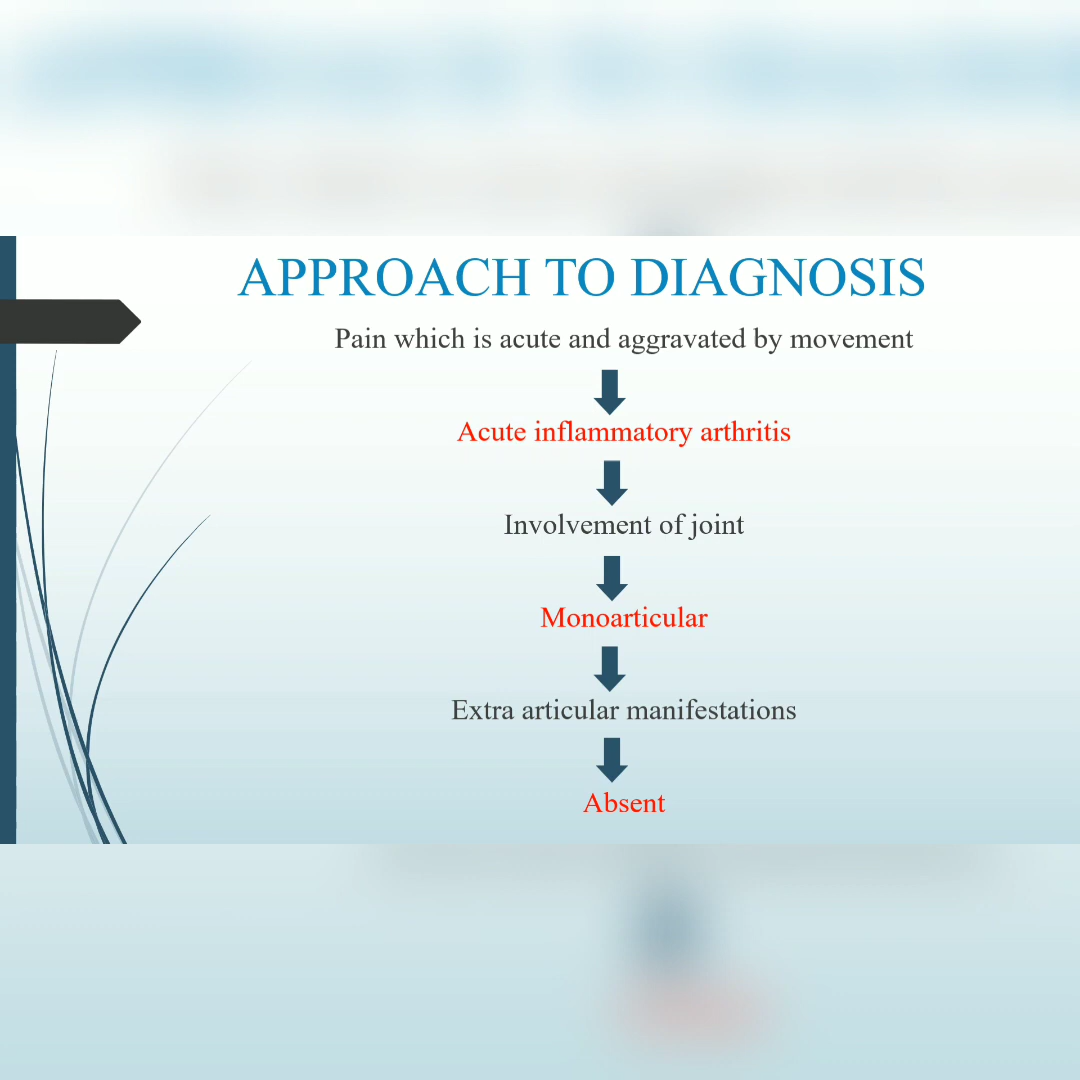 APPROACH TO DIAGNOSIS
Pain which is acute and aggravated by movement
Acute inflammatory arthritis
Involvement of joint
Monoarticular
Extra articular manifestations
Absent